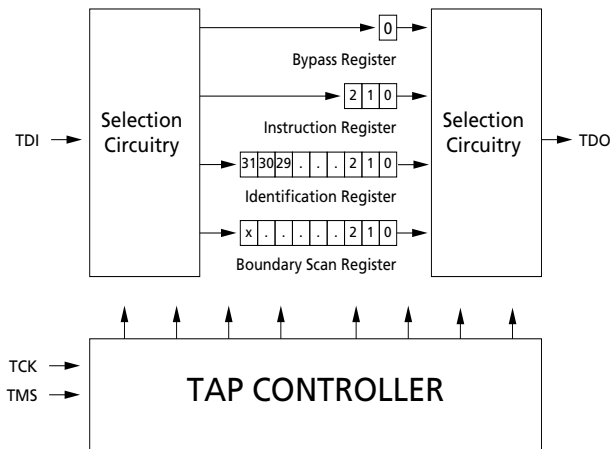 0
Bypass Register
2 1 0
Instruction Register
TDI
Selection
Circuitry
Selection
Circuitry
TDO
31 30 29 . . . 2 1 0
Identification Register
x . . . . . 2 1 0
Boundary Scan Register
TCK
TMS
TAP CONTROLLER